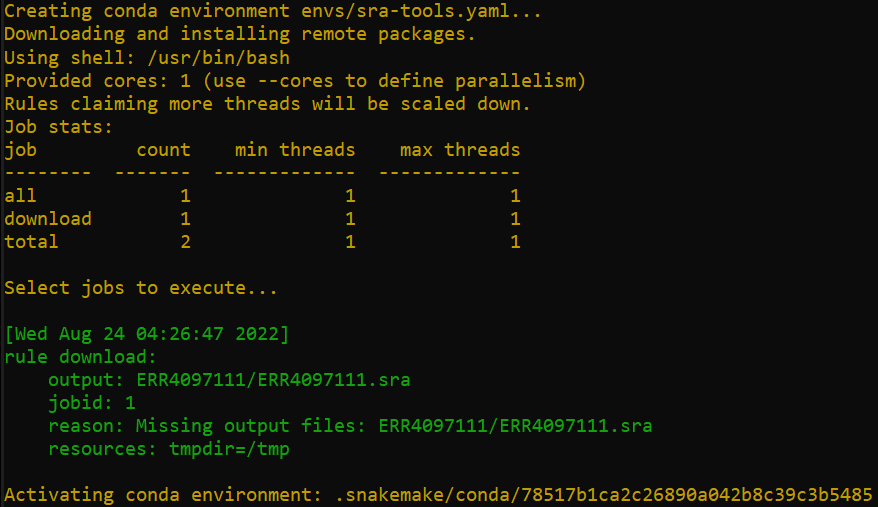 Creating conda environment envs/sra-tools.yaml...
Downloading and installing remote packages.
Using shell: /usr/bin/bash
Provided cores: 1 (use --cores to define parallelism)
Rules claiming more threads will be scaled down.
Job stats:
job         count    min threads    max threads
--------  -------  -------------  -------------
all             1              1              1
download        1              1              1
total           2              1              1
Select jobs to execute...
[Wed Aug 24 04:26:47 2022]
rule download:
    output: ERR4097111/ERR4097111.sra
    jobid: 1
    reason: Missing output files: ERR4097111/ERR4097111.sra
    resources: tmpdir=/tmp
Activating conda environment: .snakemake/conda/78517b1ca2c26890a042b8c39c3b5485